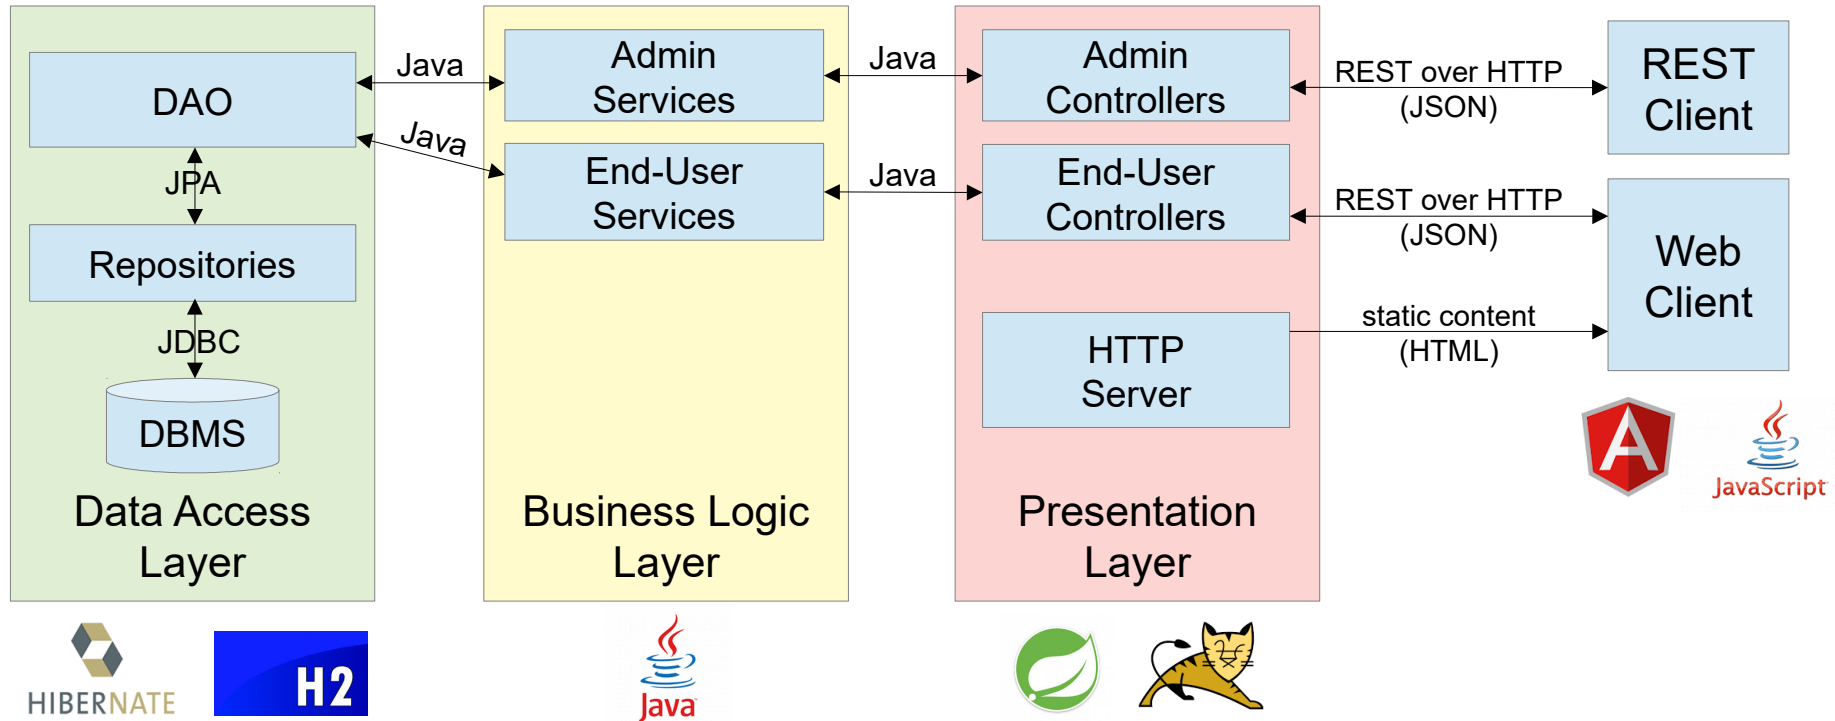 DAO
JPA
Repositories
JDBC
DBMS
Data Access
Layer
HIBERNATE
H2
Java
Java
Admin
Services
End-User
Services
Business Logic
Layer
Java
Java
Java
Admin
Controllers
End-User
Controllers
HTTP
Server
Presentation
Layer
REST over HTTP
(JSON)
REST over HTTP
(JSON)
static content
(HTML)
REST
Client
Web
Client
A
JavaScript